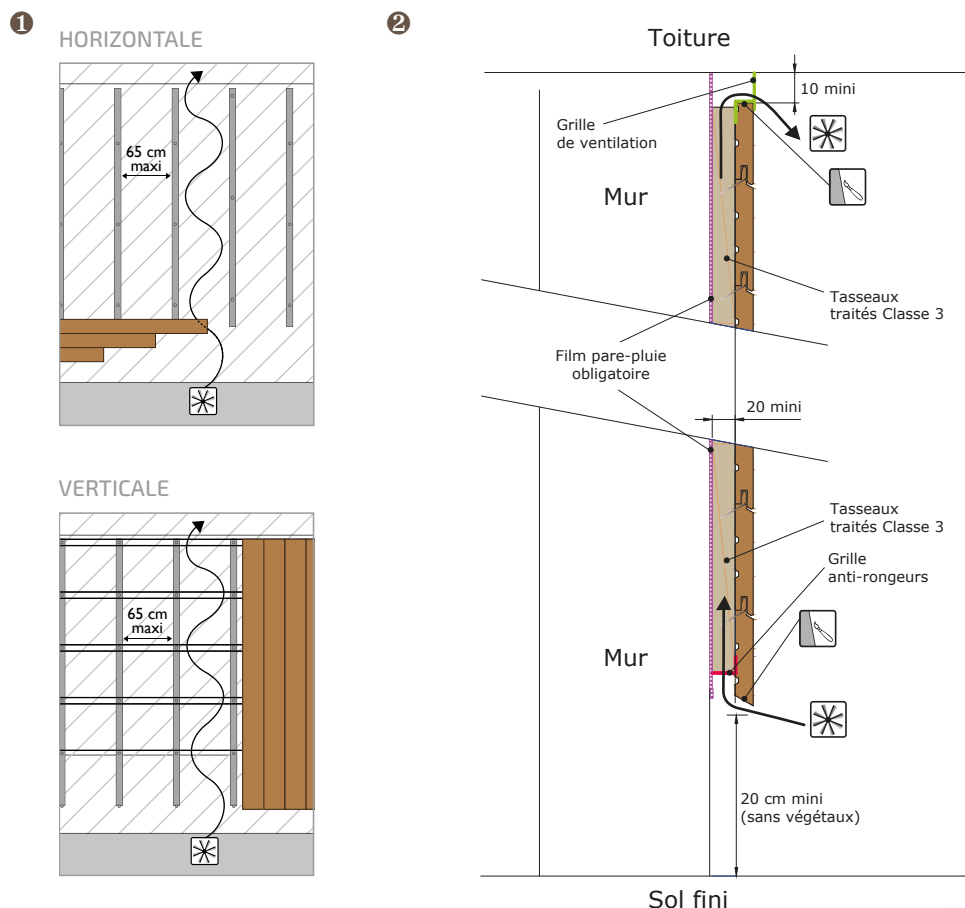 ❶
HORIZONTALE
65 cm
maxi
VERTICALE
65 cm
maxi
❷
Toiture
10 mini
Grille
de ventilation
Mur
Tasseaux
traités Classe 3
Film pare-pluie
obligatoire
20 mini
Tasseaux
traités Classe 3
Grille
anti-rongeurs
Mur
20 cm mini
(sans végétaux)
Sol fini